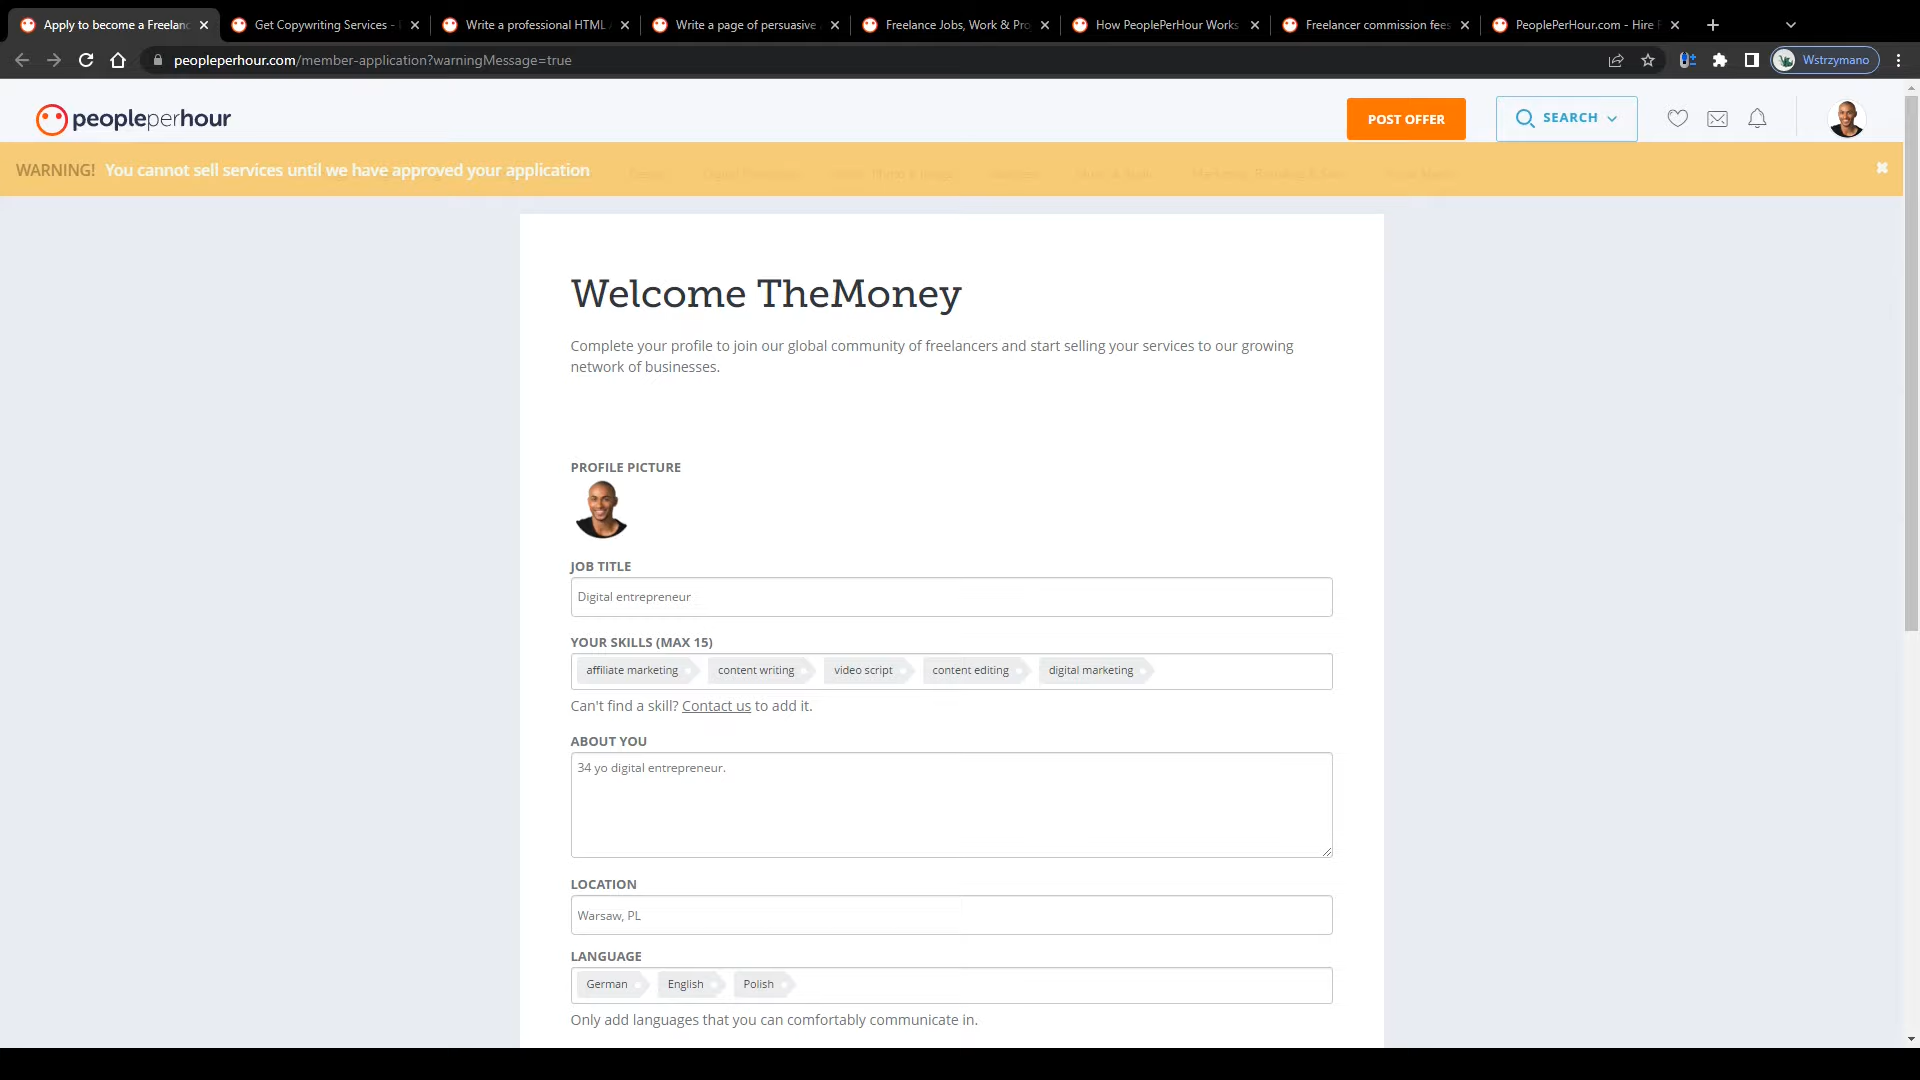 Apply to become a Freelanc
Get Copywriting Services -
Write a professional HTML
Write a page of persuasive
Freelance Jobs, Work & Pro
How PeoplePerHour Works
Freelancer commission fees
PeoplePerHour.com - Hire F
peopleperhour.com/member-application?warningMessage=true
Wstrzymano
peopleperhour
POST OFFER
SEARCH
WARNING! You cannot sell services until we have approved your application
Welcome TheMoney
Complete your profile to join our global community of freelancers and start selling your services to our growing
network of businesses.
PROFILE PICTURE
JOB TITLE
Digital entrepreneur
YOUR SKILLS (MAX 15)
affiliate marketing content writing video script content editing digital marketing
Can't find a skill? Contact us to add it.
ABOUT YOU
34 yo digital entrepreneur.
LOCATION
Warsaw, PL
LANGUAGE
German English Polish
Only add languages that you can comfortably communicate in.